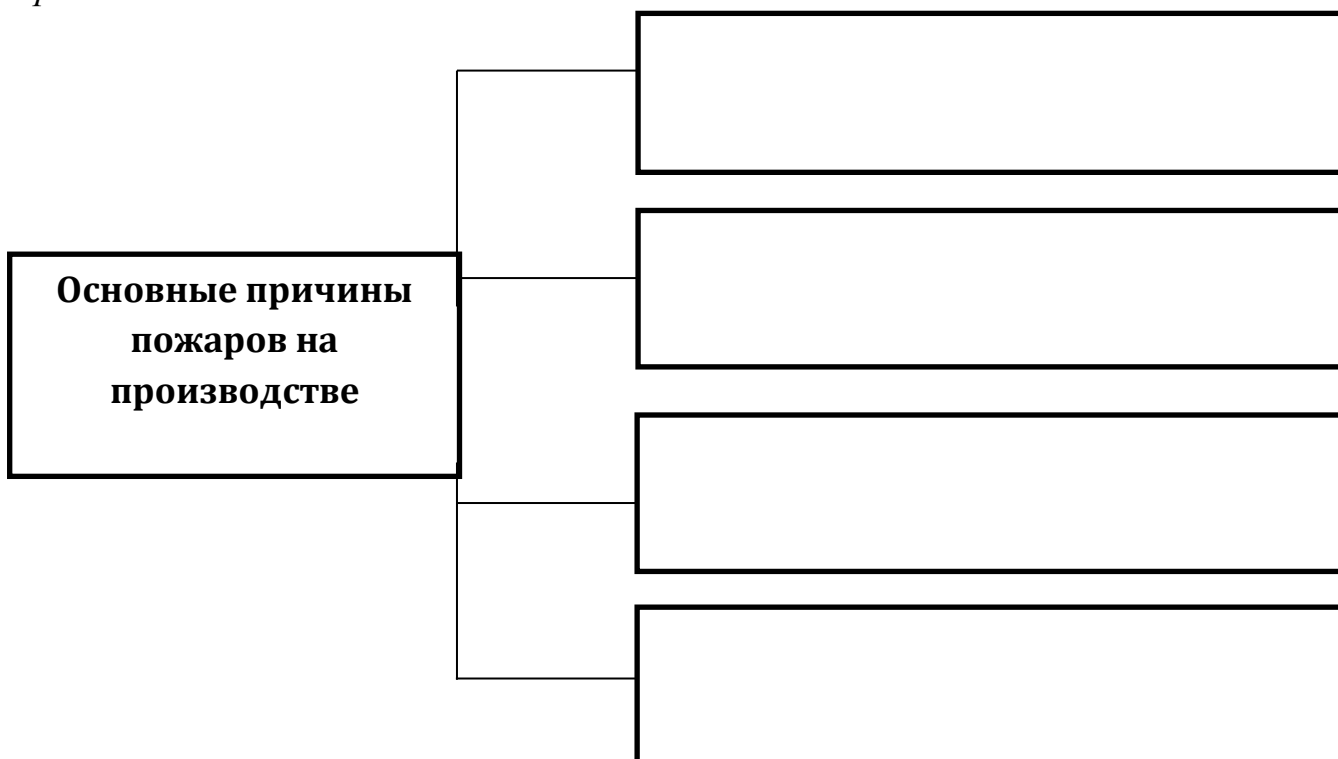 Основные причины
пожаров на
производстве